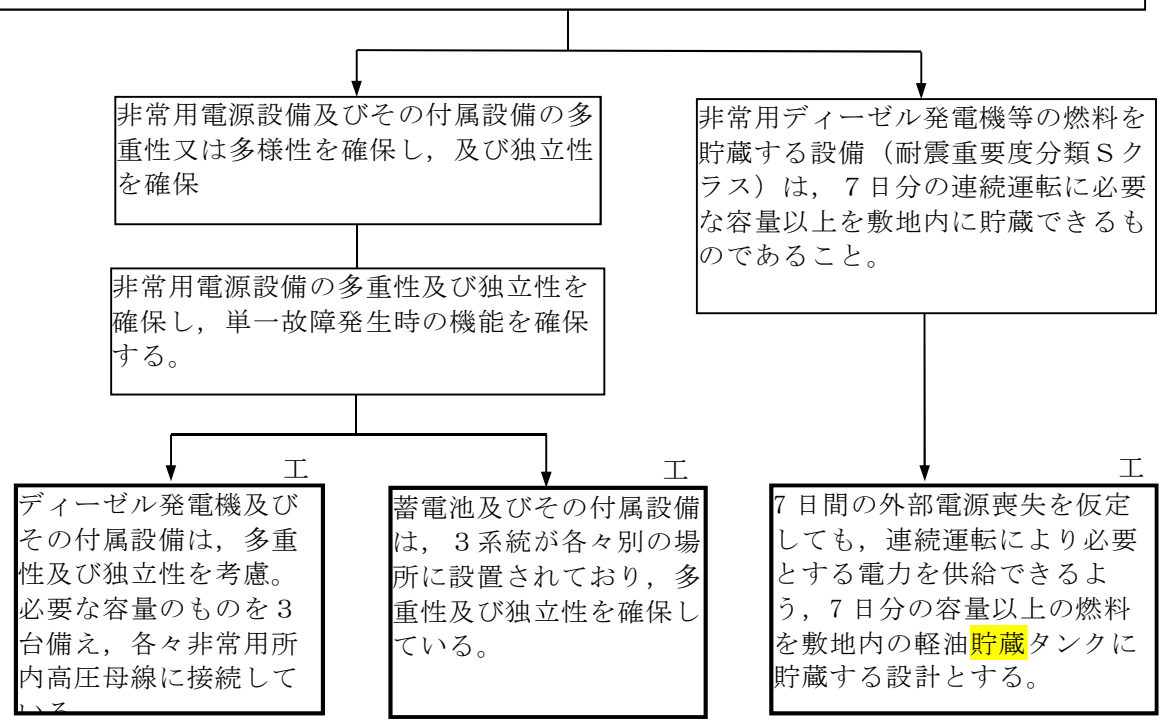 非常用電源設備及びその付属設備の多
重性又は多様性を確保し，及び独立性
を確保
非常用ディーゼル発電機等の燃料を
貯蔵する設備（耐震重要度分類Ｓク
ラス）は，７日分の連続運転に必要
な容量以上を敷地内に貯蔵できるも
のであること。
非常用電源設備の多重性及び独立性を
確保し，単一故障発生時の機能を確保
する。
工
ディーゼル発電機及び
その付属設備は，多重
性及び独立性を考慮。
必要な容量のものを３
台備え，各々非常用所
内高圧母線に接続して
いる
工
蓄電池及びその付属設備
は，３系統が各々別の場
所に設置されており，多
重性及び独立性を確保し
ている。
工
７日間の外部電源喪失を仮定
しても，連続運転により必要
とする電力を供給できるよ
う，７日分の容量以上の燃料
を敷地内の軽油貯蔵タンクに
貯蔵する設計とする。